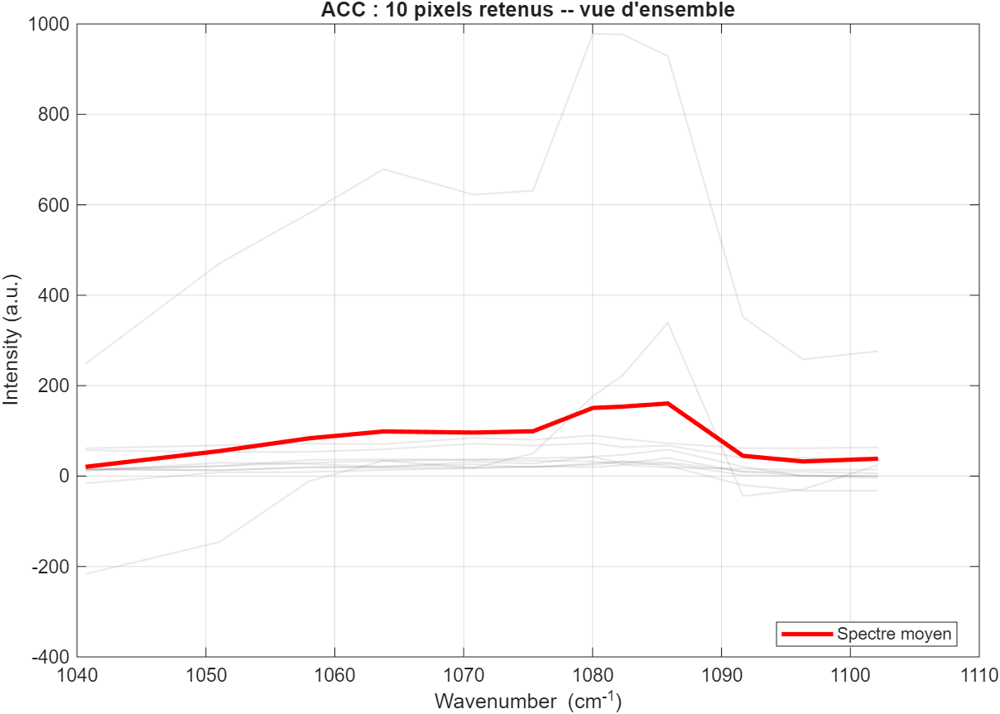 ACC : 10 pixels retenus -- vue d'ensemble
1000
800
600
400
200
0
-200
-400
Intensity (a.u.)
1040 1050 1060 1070 1080 1090 1100 1110
Wavenumber (cm-1)
Spectre moyen